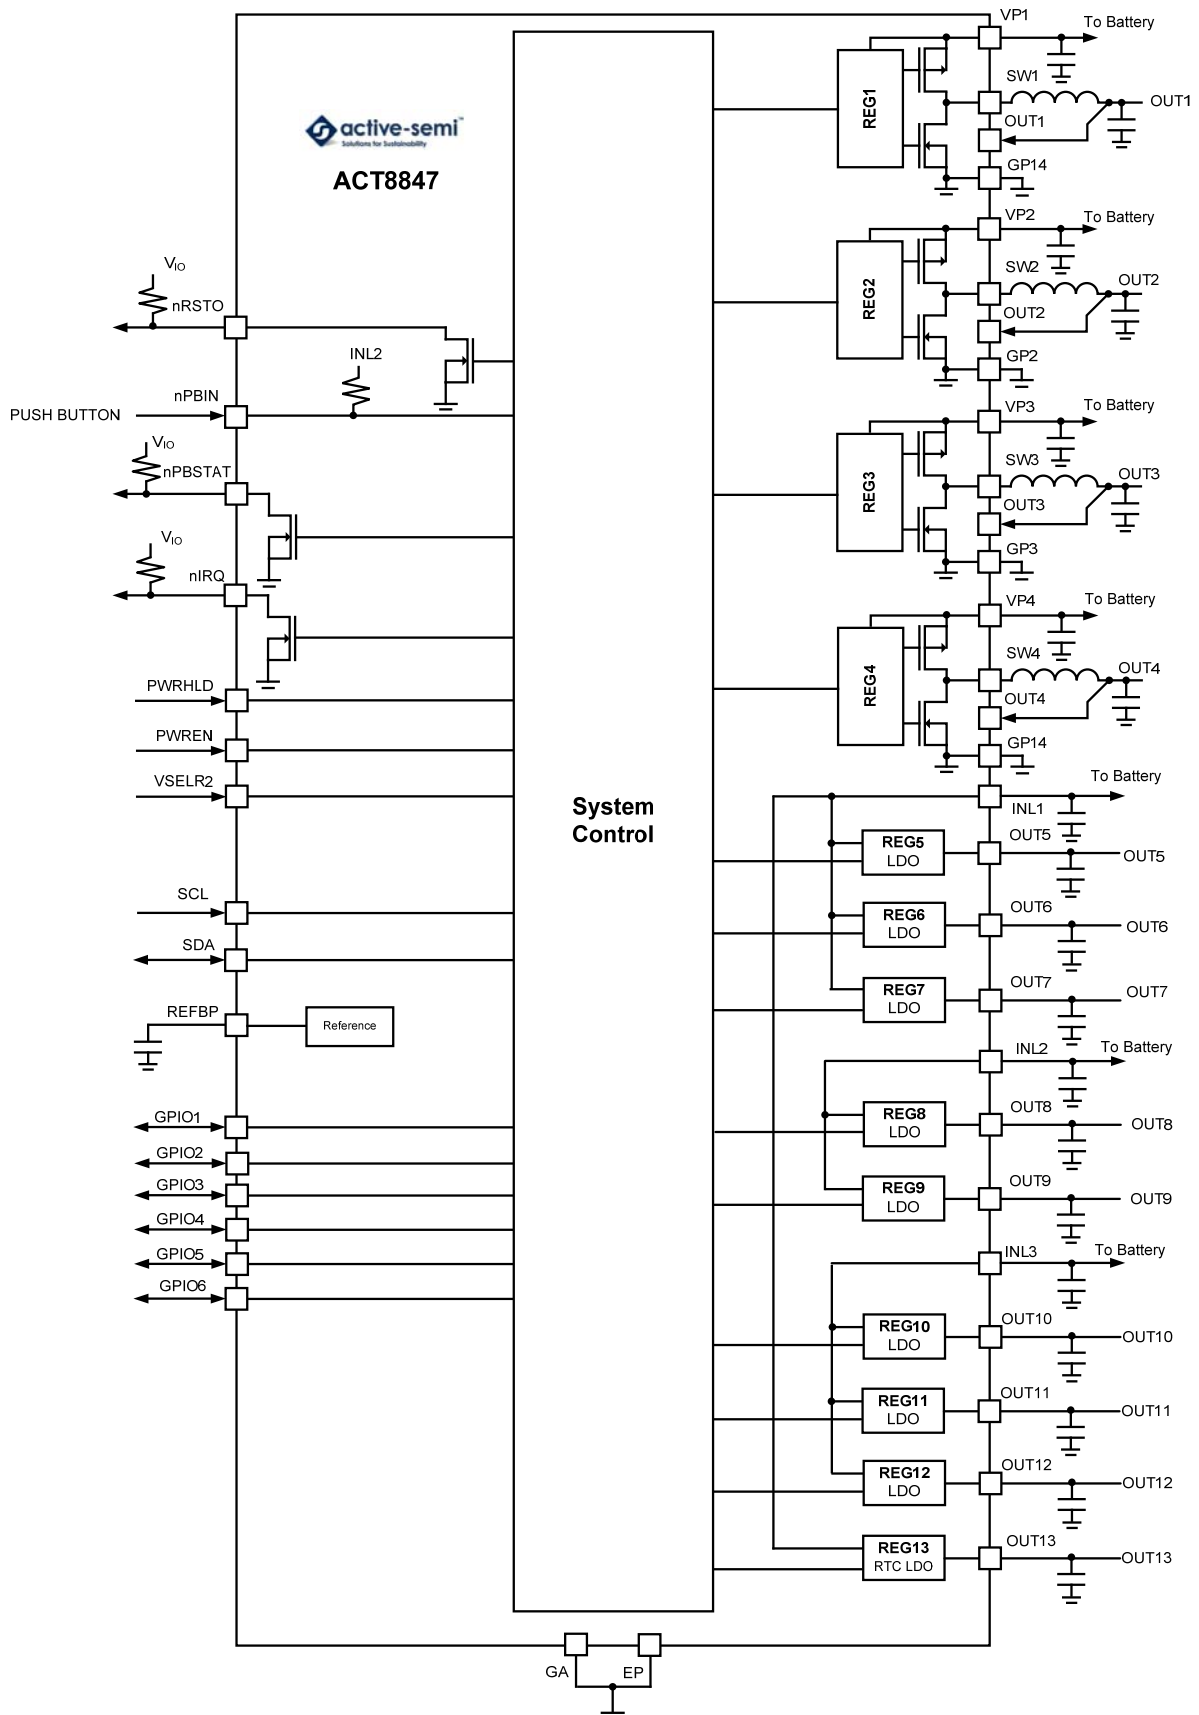 active-semi™
Solutions for Sustainability
ACT8847
VIO
nRSTO
INL2
nPBIN
PUSH BUTTON
VIO
nPBSTAT
VIO
nIRQ
PWRHLD
PWREN
VSELR2
SCL
SDA
REFBP
Reference
GPIO1
GPIO2
GPIO3
GPIO4
GPIO5
GPIO6
System
Control
VP1
To Battery
REG1
SW1
OUT1
OUT1
GP14
VP2
To Battery
REG2
SW2
OUT2
OUT2
GP2
VP3
To Battery
REG3
SW3
OUT3
OUT3
GP3
VP4
To Battery
REG4
SW4
OUT4
OUT4
GP14
To Battery
INL1
REG5
LDO
OUT5
OUT5
REG6
LDO
OUT6
OUT6
REG7
LDO
OUT7
OUT7
INL2
To Battery
REG8
LDO
OUT8
OUT8
REG9
LDO
OUT9
OUT9
INL3
To Battery
REG10
LDO
OUT10
OUT10
REG11
LDO
OUT11
OUT11
REG12
LDO
OUT12
OUT12
REG13
RTC LDO
OUT13
OUT13
GA
EP